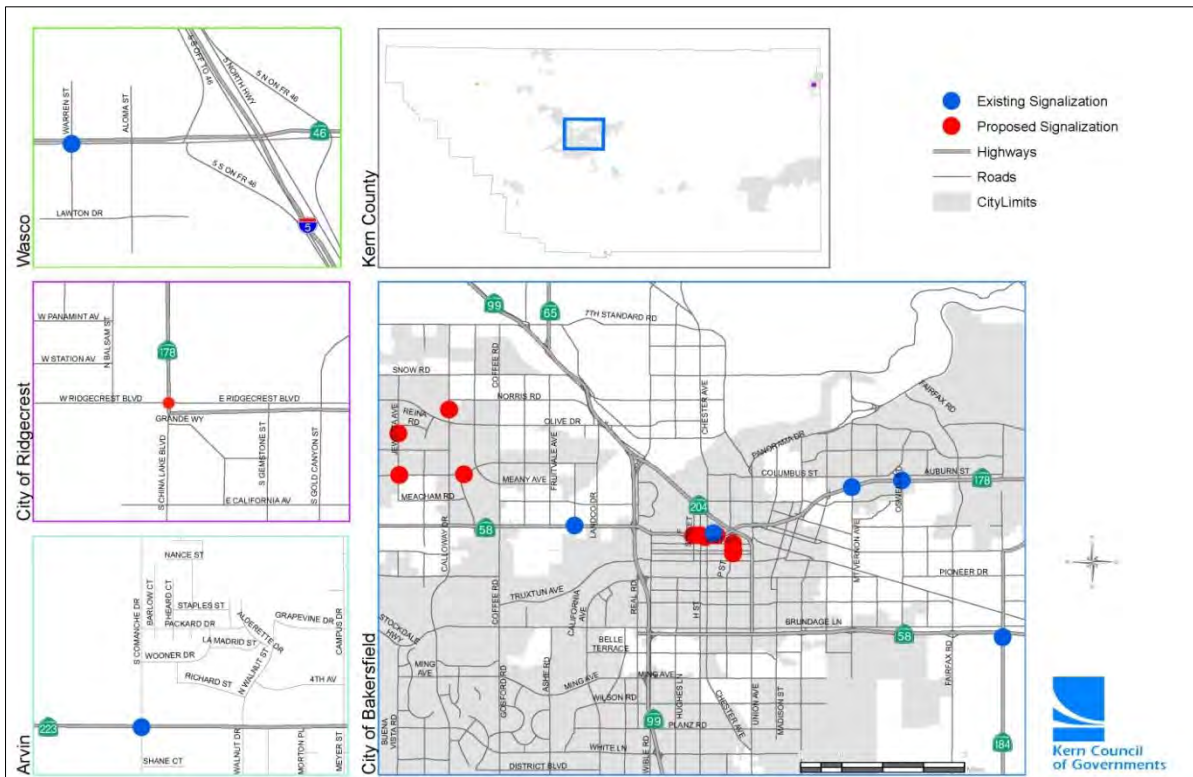 Wasco
WARREN ST
ALOMA ST
S S OFF TO 46
S NORTH HWY
5 N ON FR 46
46
5 S ON FR 46
LAWTON DR
5
Kern County
Existing Signalization
Proposed Signalization
Highways
Roads
CityLimits
City of Ridgecrest
W PANAMINT AV
N BALSAM ST
W STATION AV
178
W RIDGECREST BLVD
E RIDGECREST BLVD
GRANDE WY
S CHINA LAKE BLVD
S GEMSTONE ST
S GOLD CANYON ST
E CALIFORNIA AV
Arvin
NANCE ST
S COMANCHE DR
BARLOW CT
SHEARD CT
STAPLES ST
PACKARD DR
ALDERETTE DR
GRAPEVINE DR
CAMPUS DR
LA MADRID ST
WOONER DR
WALNUT ST
RICHARD ST
4TH AV
223
SHANE CT
WALNUT DR
MORTON PL
MEYER ST
City of Bakersfield
99
65
7TH STANDARD RD
SNOW RD
COFFEE RD
NORRIS RD
CHESTER AVE
FAIRFAX RD
REINA RD
OLIVE DR
FRUITVALE AVE
PANORAMA DR
COLUMBUS ST
AUBURN ST
178
MEANY AVE
MEACHAM RD
LANDCO DR
204
58
CALLOWAY DR
F ST
P ST
MT VERNON AVE
PIONEER DR
TRUXTUN AVE
CALIFORNIA AVE
REAL RD
H ST
COFFEE RD
STOCKDALE HWY
BRUNDAGE LN
58
BELLE TERRACE
MING AVE
MING AVE
MING AVE
GOSFORD RD
ASHE RD
WILSON RD
HUGHES LN
CHESTER AVE
UNION AVE
MADISON ST
FAIRFAX RD
BUENA VISTA RD
99
PLANZ RD
WHITE LN
DISTRICT BLVD
184
Miles
Kern Council
of Governments